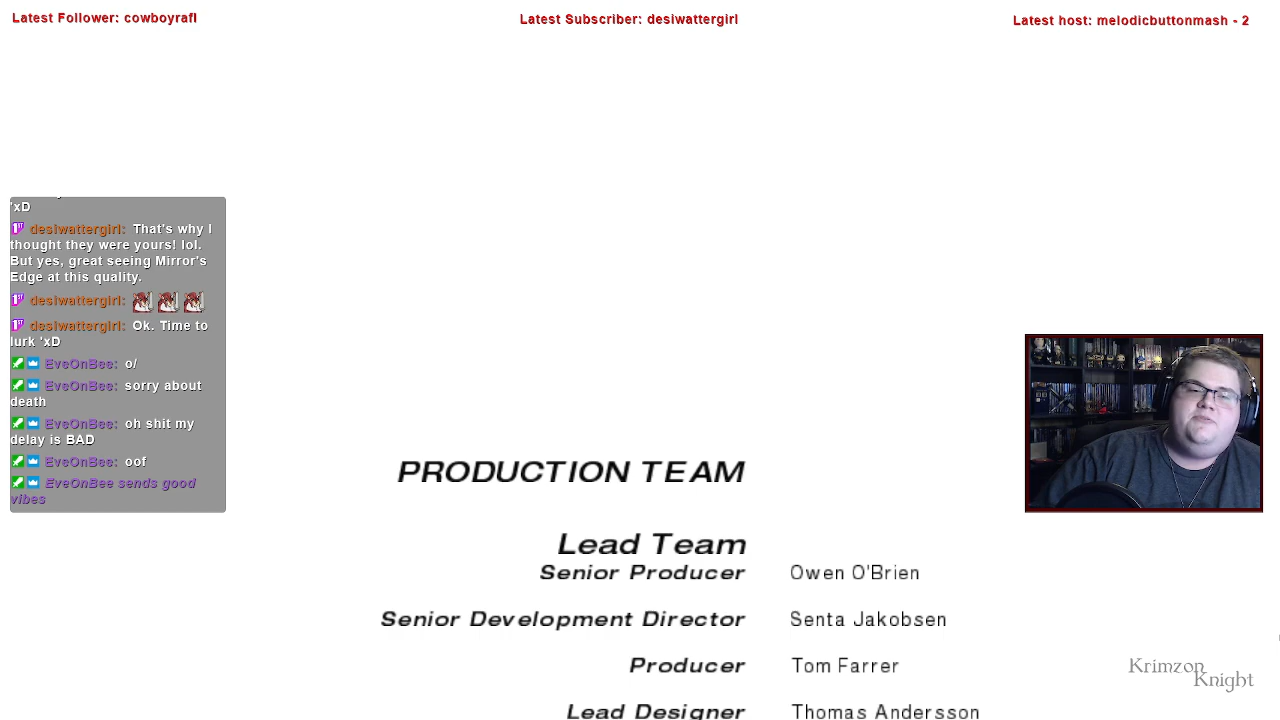 Latest Follower: cowboyrafl
Latest Subscriber: desiwattergirl
Latest host: melodicbuttonmash - 2
'xD
desiwattergirl: That's why I
thought they were yours! lol.
But yes, great seeing Mirror's
Edge at this quality.
desiwattergirl:
desiwattergirl: Ok. Time to
lurk 'xD
EveOnBee: o/
EveOnBee: sorry about
death
EveOnBee: oh shit my
delay is BAD
EveOnBee: oof
EveOnBee sends good
vibes
PRODUCTION TEAM
Lead Team
Senior Producer Owen O'Brien
Senior Development Director Senta Jakobsen
Producer Tom Farrer
Lead Designer Thomas Andersson
Krimzon
Knight